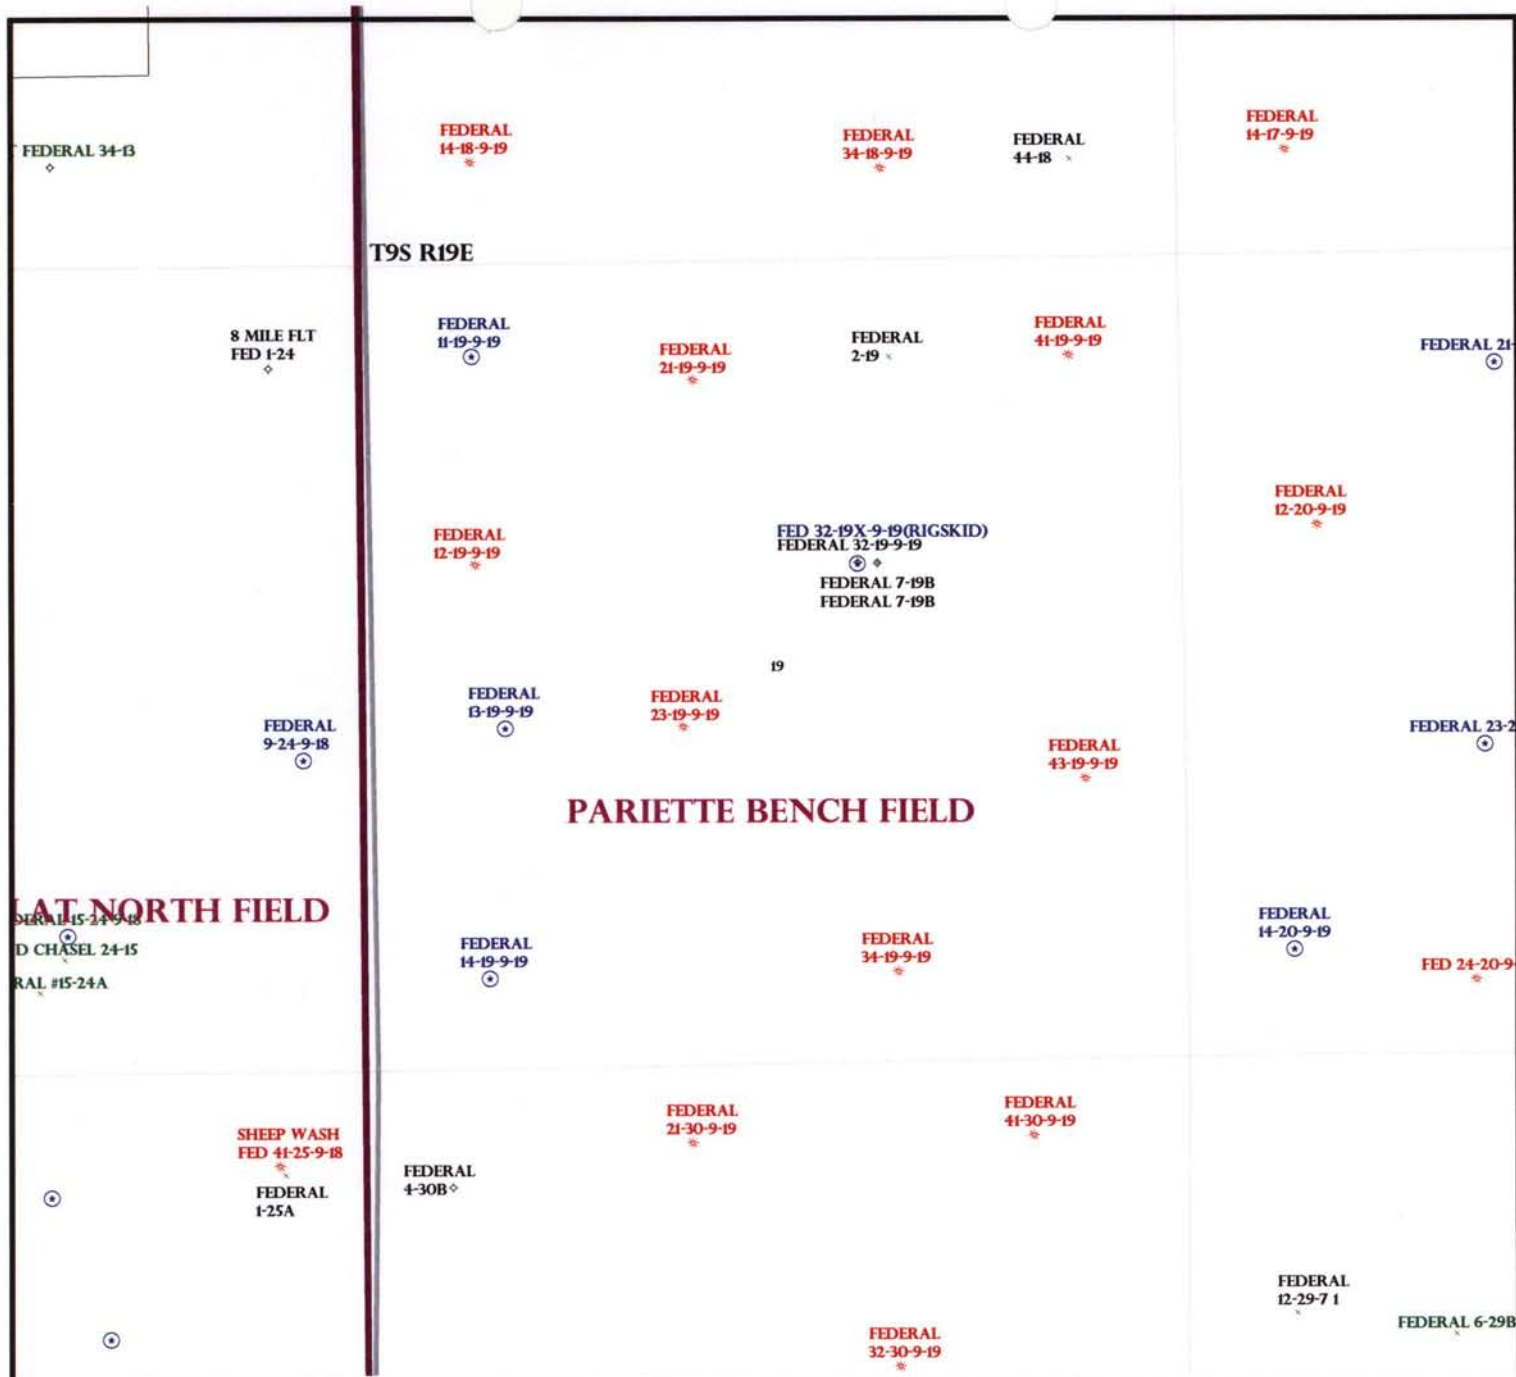 FEDERAL
14-17-9-19
FEDERAL
14-18-9-19
FEDERAL
34-18-9-19
FEDERAL
44-18
FEDERAL 34-13
T9S R19E
8 MILE FLT
FED 1-24
FEDERAL
11-19-9-19
FEDERAL
21-19-9-19
FEDERAL
2-19
FEDERAL
41-19-9-19
FEDERAL 21-
FEDERAL
12-20-9-19
FEDERAL
12-19-9-19
FED 32-19X-9-19(RIGSKID)
FEDERAL 32-19-9-19
FEDERAL 7-19B
FEDERAL 7-19B
19
FEDERAL
13-19-9-19
FEDERAL
23-19-9-19
FEDERAL
9-24-9-18
FEDERAL 23-2
FEDERAL
43-19-9-19
PARIETTE BENCH FIELD
LAT NORTH FIELD
DERAL 15-24-9-18
D CHASEL 24-15
RAL #15-24A
FEDERAL
14-19-9-19
FEDERAL
34-19-9-19
FEDERAL
14-20-9-19
FED 24-20-9-
FEDERAL
21-30-9-19
FEDERAL
41-30-9-19
SHEEP WASH
FED 41-25-9-18
FEDERAL
1-25A
FEDERAL
4-30B
FEDERAL
12-29-7 1
FEDERAL 6-29B
FEDERAL
32-30-9-19